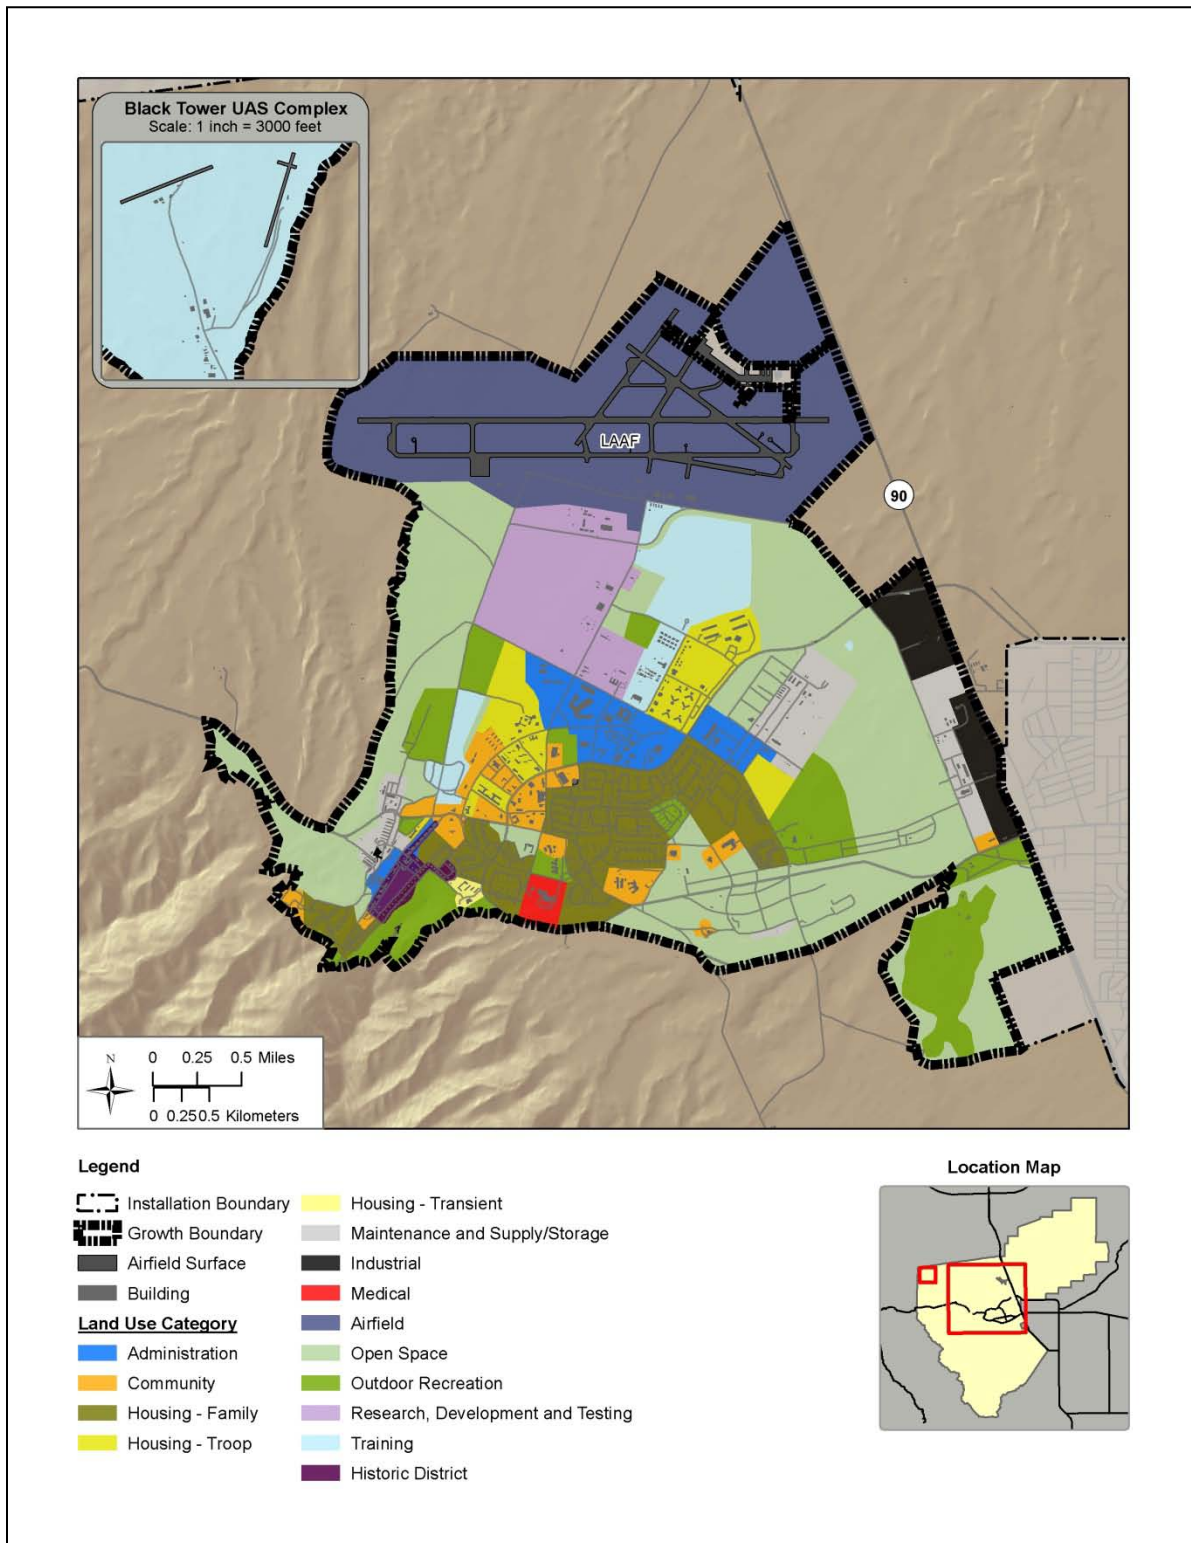 Black Tower UAS Complex
Scale: 1 inch = 3000 feet
LAAF
90
N
0 0.25 0.5 Miles
0 0.25 0.5 Kilometers
Legend
Installation Boundary
Growth Boundary
Airfield Surface
Building
Land Use Category
Administration
Community
Housing - Family
Housing - Troop
Housing - Transient
Maintenance and Supply/Storage
Industrial
Medical
Airfield
Open Space
Outdoor Recreation
Research, Development and Testing
Training
Historic District
Location Map